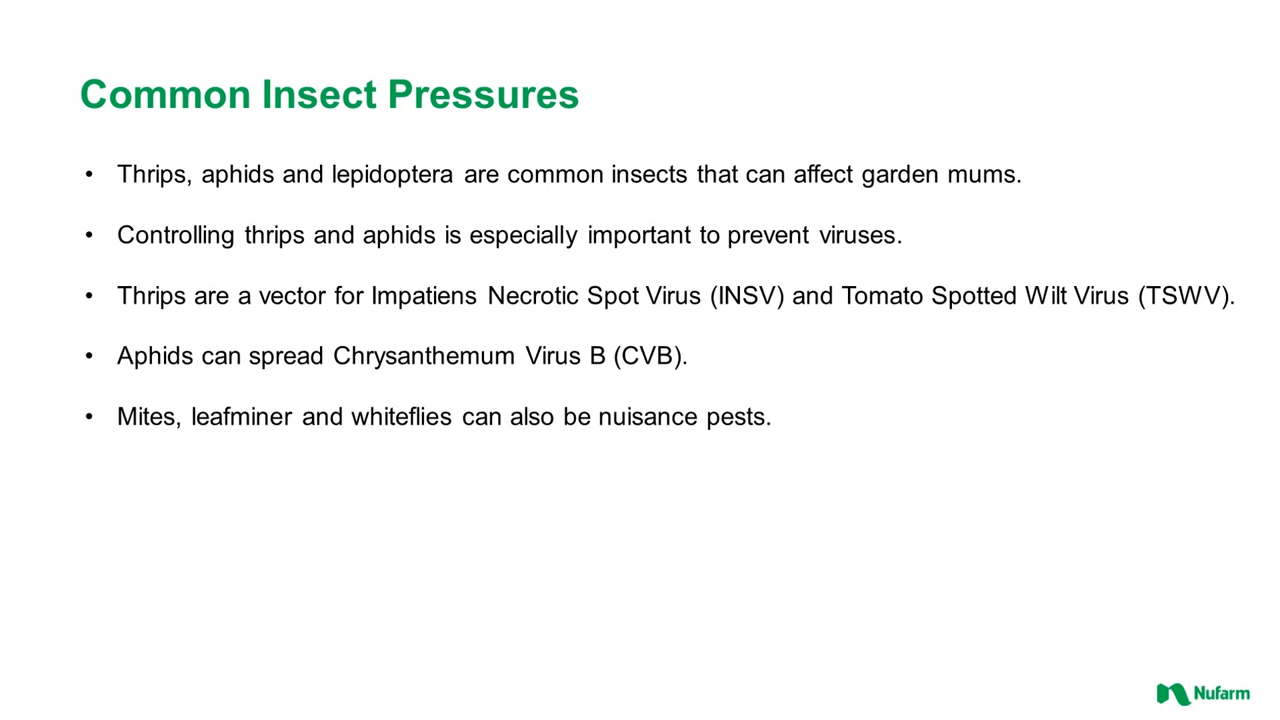 Common Insect Pressures
• Thrips, aphids and lepidoptera are common insects that can affect garden mums.
• Controlling thrips and aphids is especially important to prevent viruses.
• Thrips are a vector for Impatiens Necrotic Spot Virus (INSV) and Tomato Spotted Wilt Virus (TSWV).
• Aphids can spread Chrysanthemum Virus B (CVB).
• Mites, leafminer and whiteflies can also be nuisance pests.
Nufarm